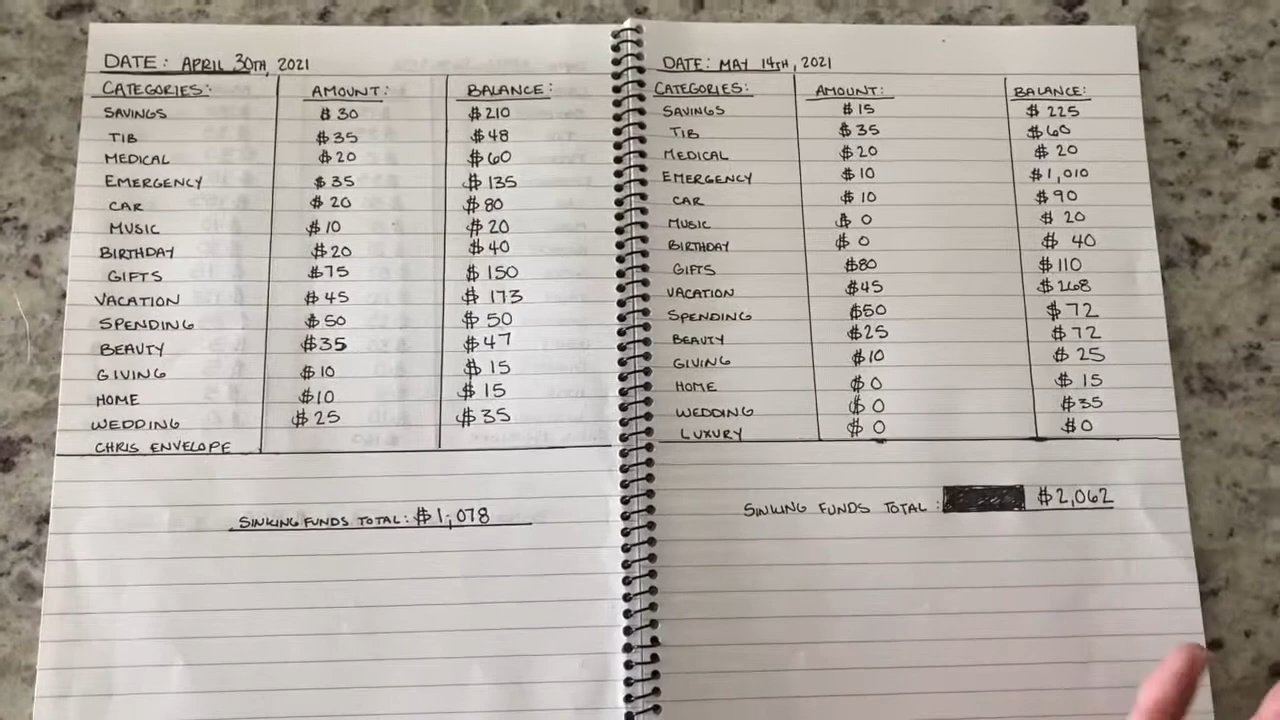 DATE: APRIL 30TH, 2021
CATEGORIES: AMOUNT: BALANCE:
SAVINGS $30 $210
TIB $35 $48
MEDICAL $20 $60
EMERGENCY $35 $135
CAR $20 $80
MUSIC $10 $20
BIRTHDAY $20 $40
GIFTS $75 $150
VACATION $45 $173
SPENDING $50 $50
BEAUTY $35 $47
GIVING $10 $15
HOME $10 $15
WEDDING $25 $35
CHRIS ENVELOPE
SINKING FUNDS TOTAL: $1,078
DATE: MAY 14TH, 2021
CATEGORIES: AMOUNT: BALANCE:
SAVINGS $15 $225
TIB $35 $60
MEDICAL $20 $20
EMERGENCY $10 $1,010
CAR $10 $90
MUSIC $0 $20
BIRTHDAY $0 $40
GIFTS $80 $110
VACATION $45 $268
SPENDING $50 $72
BEAUTY $25 $72
GIVING $10 $25
HOME $0 $15
WEDDING $0 $35
LUXURY $0 $0
SINKING FUNDS TOTAL: $2,062